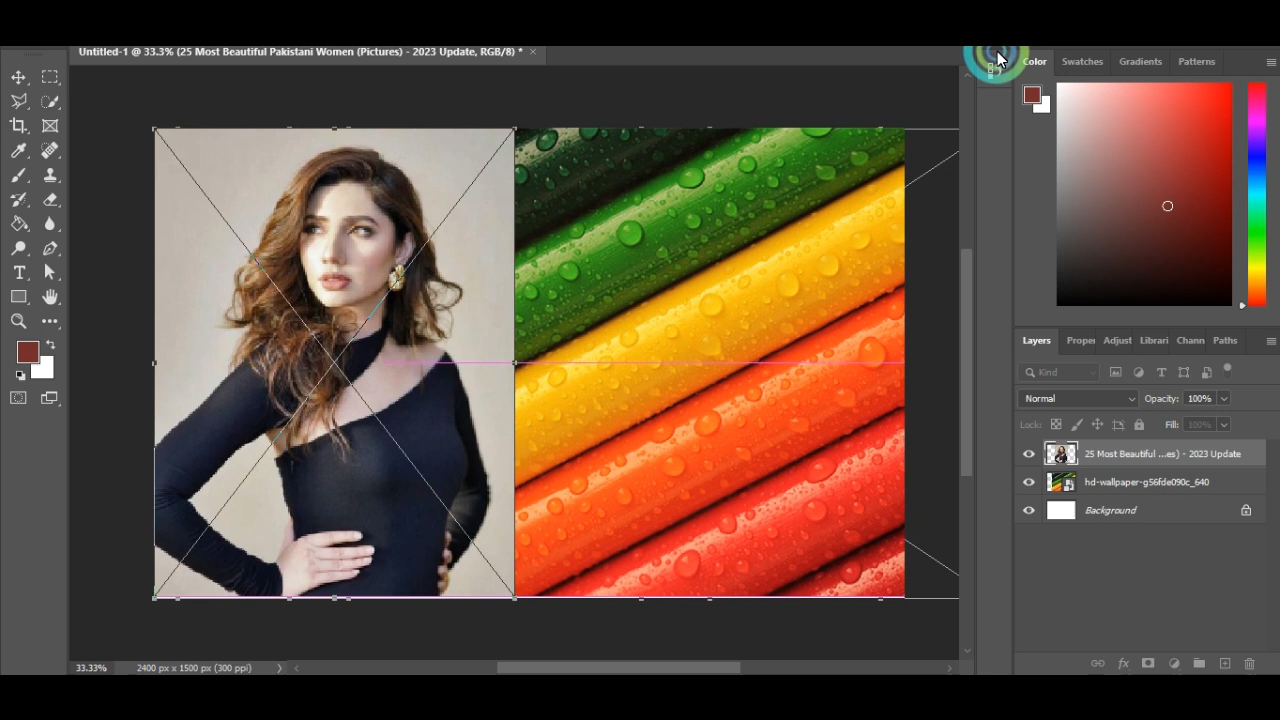 Untitled-1 @ 33.3% (25 Most Beautiful Pakistani Women (Pictures) - 2023 Update, RGB/8) * ×
Color Swatches Gradients Patterns
Layers Proper Adjust Librari Chann Paths
Kind
Normal Opacity: 100%
Lock: Fill: 100%
25 Most Beautiful ...es) - 2023 Update
hd-wallpaper-g56fde090c_640
Background
33.33% 2400 px x 1500 px (300 ppi)